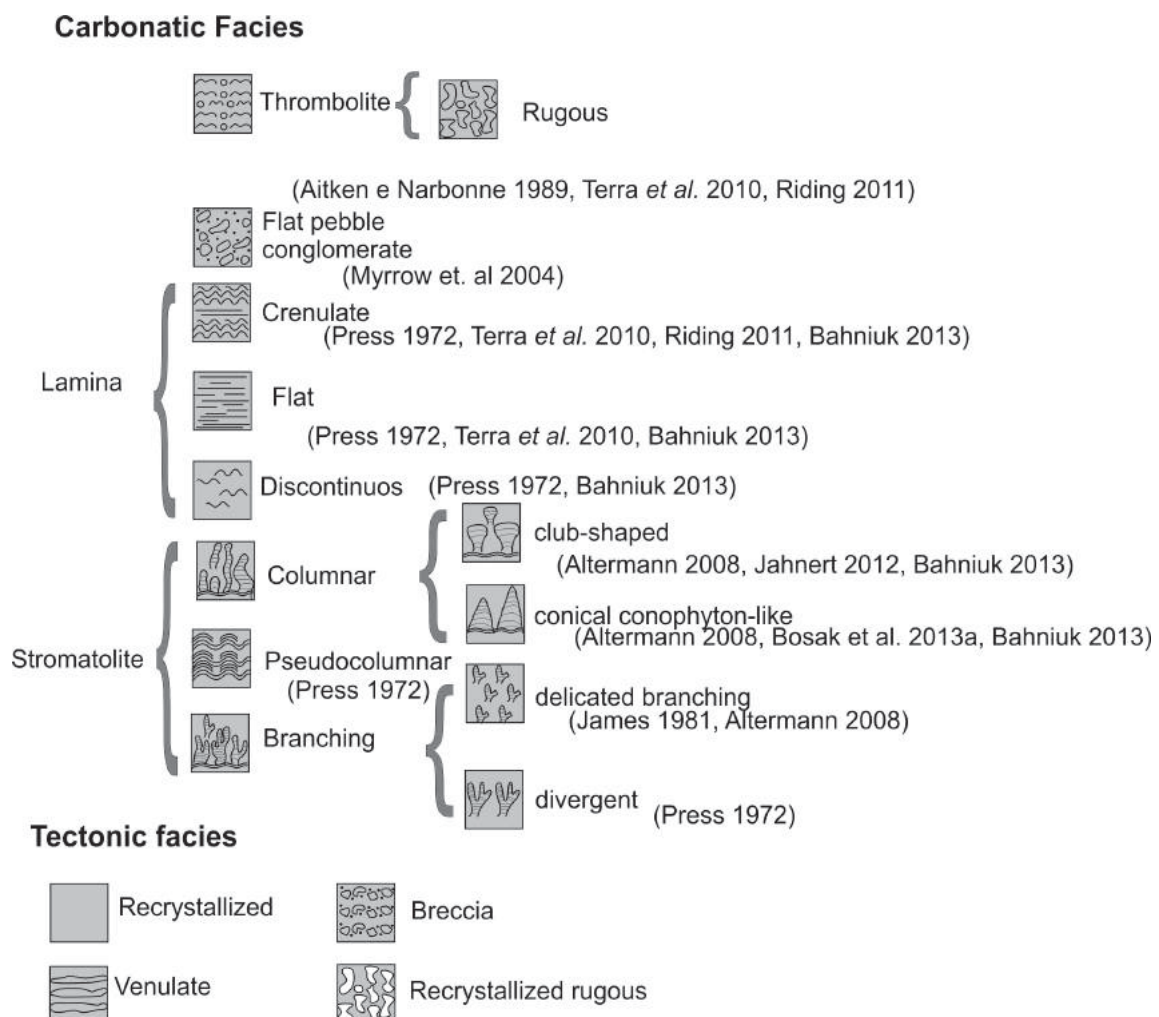 Carbonatic Facies
Thrombolite
Rugous
(Aitken e Narbonne 1989, Terra et al. 2010, Riding 2011)
Flat pebble
conglomerate
(Myrrow et. al 2004)
Lamina
Crenulate
(Press 1972, Terra et al. 2010, Riding 2011, Bahniuk 2013)
Flat
(Press 1972, Terra et al. 2010, Bahniuk 2013)
Discontinuos
(Press 1972, Bahniuk 2013)
Stromatolite
Columnar
club-shaped
(Altermann 2008, Jahnert 2012, Bahniuk 2013)
conical conophyton-like
(Altermann 2008, Bosak et al. 2013a, Bahniuk 2013)
Pseudocolumnar
(Press 1972)
Branching
delicated branching
(James 1981, Altermann 2008)
divergent
(Press 1972)
Tectonic facies
Recrystallized
Breccia
Venulate
Recrystallized rugous